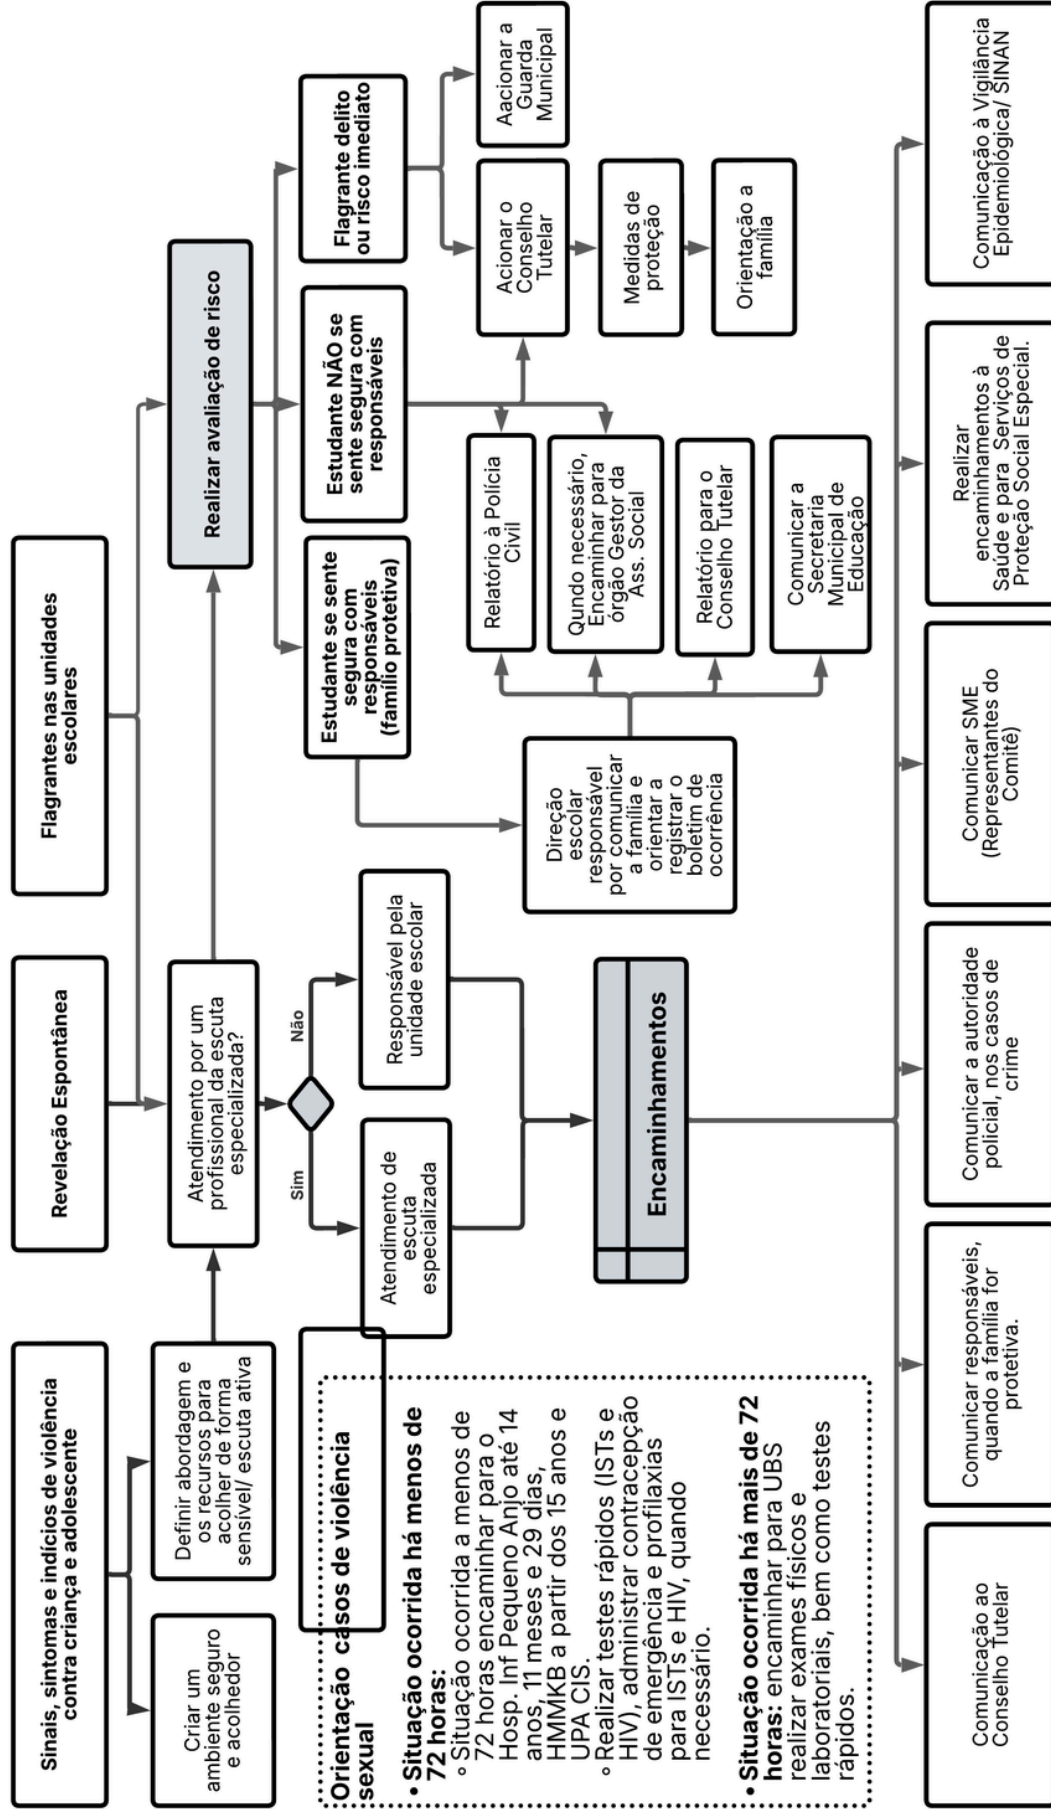 Sinais, sintomas e indícios de violência
contra criança e adolescente
Revelação Espontânea
Flagrantes nas unidades
escolares
Criar um
ambiente seguro
e acolhedor
Definir abordagem e
os recursos para
acolher de forma
sensível/ escuta ativa
Atendimento por um
profissional da escuta
especializada?
Realizar avaliação de risco
Sim
Não
Atendimento de
escuta
especializada
Responsável pela
unidade escolar
Estudante se sente
segura com
responsáveis
(famílio protetiva)
Estudante NÃO se
sente segura com
responsáveis
Flagrante delito
ou risco imediato
Orientação casos de violência
sexual
• Situação ocorrida há menos de
72 horas:
◦ Situação ocorrida a menos de
72 horas encaminhar para o
Hosp. Inf Pequeno Anjo até 14
anos, 11 meses e 29 dias,
HMMKB a partir dos 15 anos e
UPA CIS.
◦ Realizar testes rápidos (ISTs e
HIV), administrar contracepção
de emergência e profilaxias
para ISTs e HIV, quando
necessário.
• Situação ocorrida há mais de 72
horas: encaminhar para UBS
realizar exames físicos e
laboratoriais, bem como testes
rápidos.
Direção
escolar
responsável
por comunicar
a família e
orientar a
registrar o
boletim de
ocorrência
Relatório à Polícia
Civil
Qundo necessário,
Encaminhar para
órgão Gestor da
Ass. Social
Relatório para o
Conselho Tutelar
Comunicar a
Secretaria
Municipal de
Educação
Acionar o
Conselho
Tutelar
Aacionar a
Guarda
Municipal
Medidas de
proteção
Orientação a
família
Encaminhamentos
Comunicação ao
Conselho Tutelar
Comunicar responsáveis,
quando a família for
protetiva.
Comunicar a autoridade
policial, nos casos de
crime
Comunicar SME
(Representantes do
Comitê)
Realizar
encaminhamentos à
Saúde e para Serviços de
Proteção Social Especial.
Comunicação à Vigilância
Epidemiológica/ SINAN